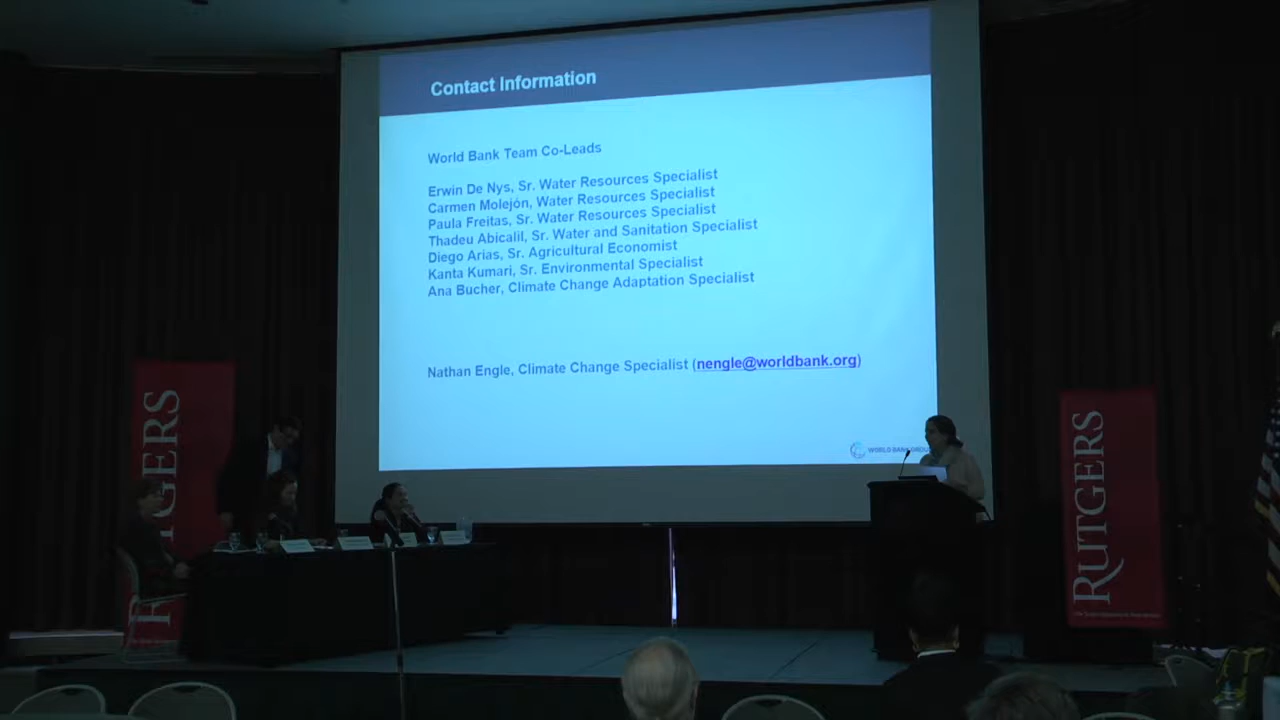 Contact Information
World Bank Team Co-Leads
Erwin De Nys, Sr. Water Resources Specialist
Carmen Molejón, Water Resources Specialist
Paula Freitas, Sr. Water Resources Specialist
Thadeu Abicalil, Sr. Water and Sanitation Specialist
Diego Arias, Sr. Agricultural Economist
Kanta Kumari, Sr. Environmental Specialist
Ana Bucher, Climate Change Adaptation Specialist
Nathan Engle, Climate Change Specialist (nengle@worldbank.org)
WORLD BANK GROU
RUTGERS
RUTGERS